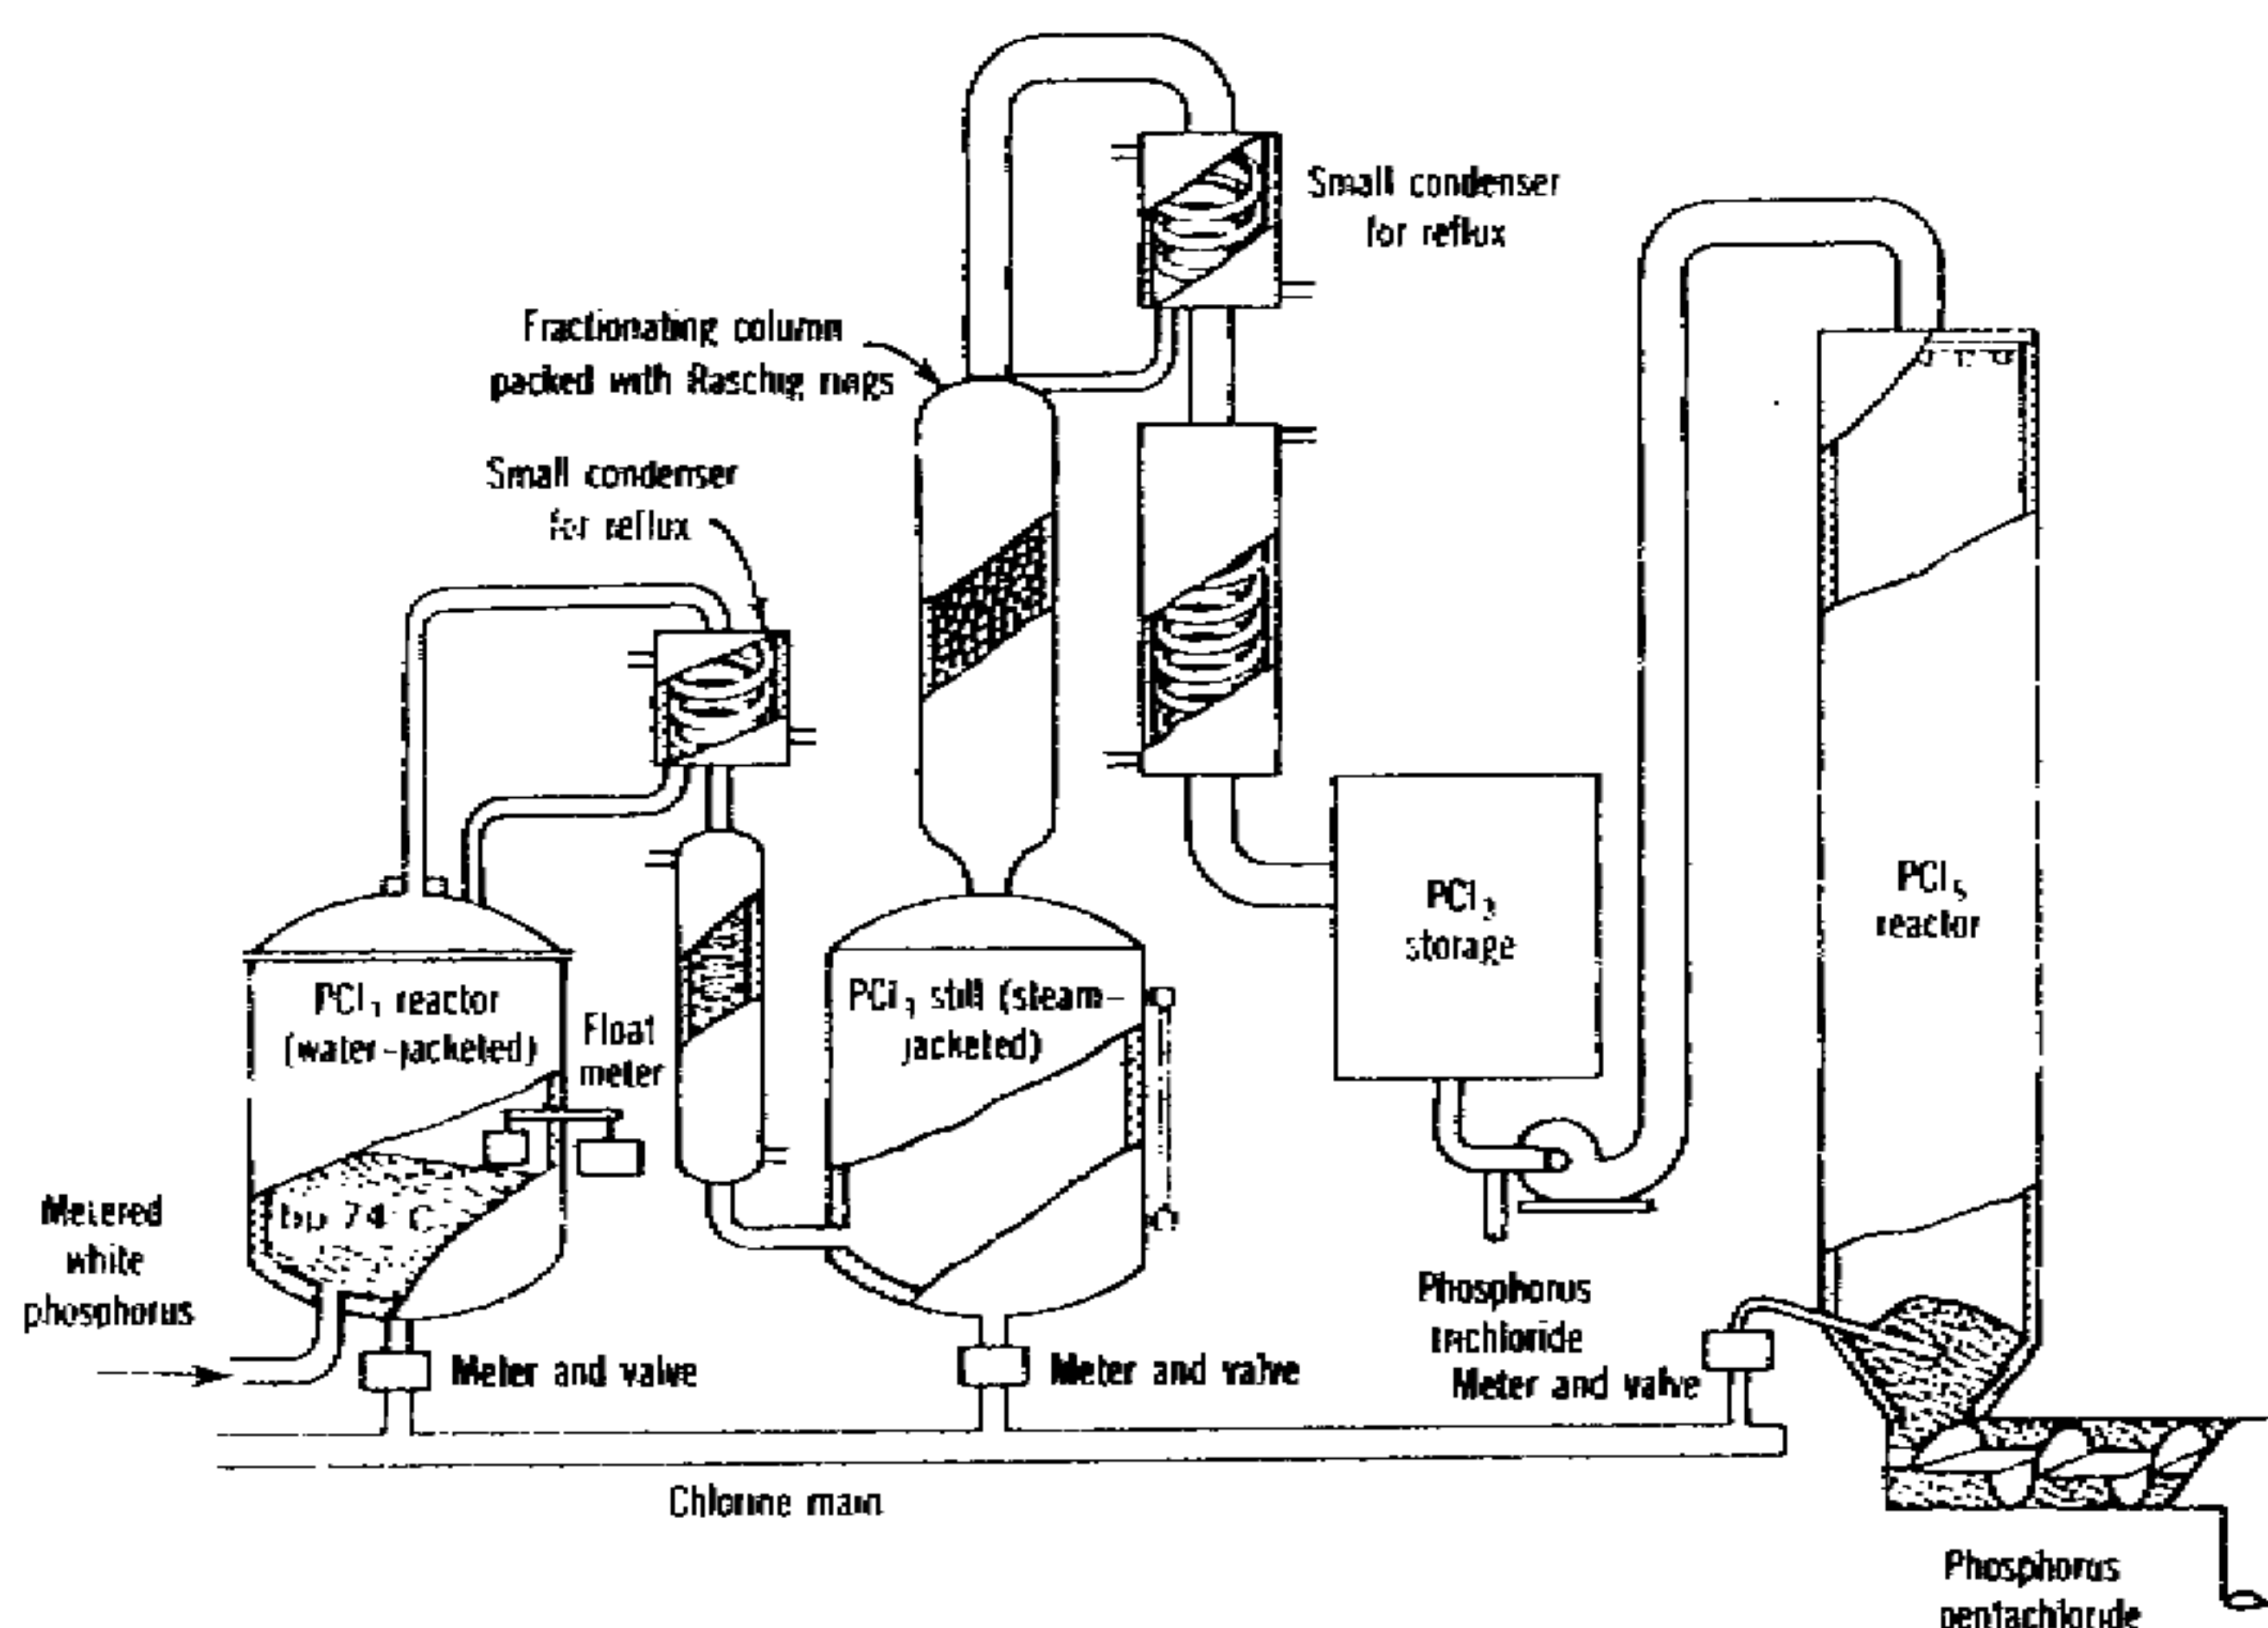 Small condenser
for reflux
Fractionating column
packed with Raschig rings
Small condenser
for reflux
PCl₃ reactor
(water-jacketed)
Float
meter
PCl₃ still (steam-
jacketed)
PCl₃
storage
PCl₅
reactor
bp 74°C
Metered
white
phosphorus
Phosphorus
trichloride
Meter and valve
Meter and valve
Meter and valve
Chlorine main
Phosphorus
pentachloride